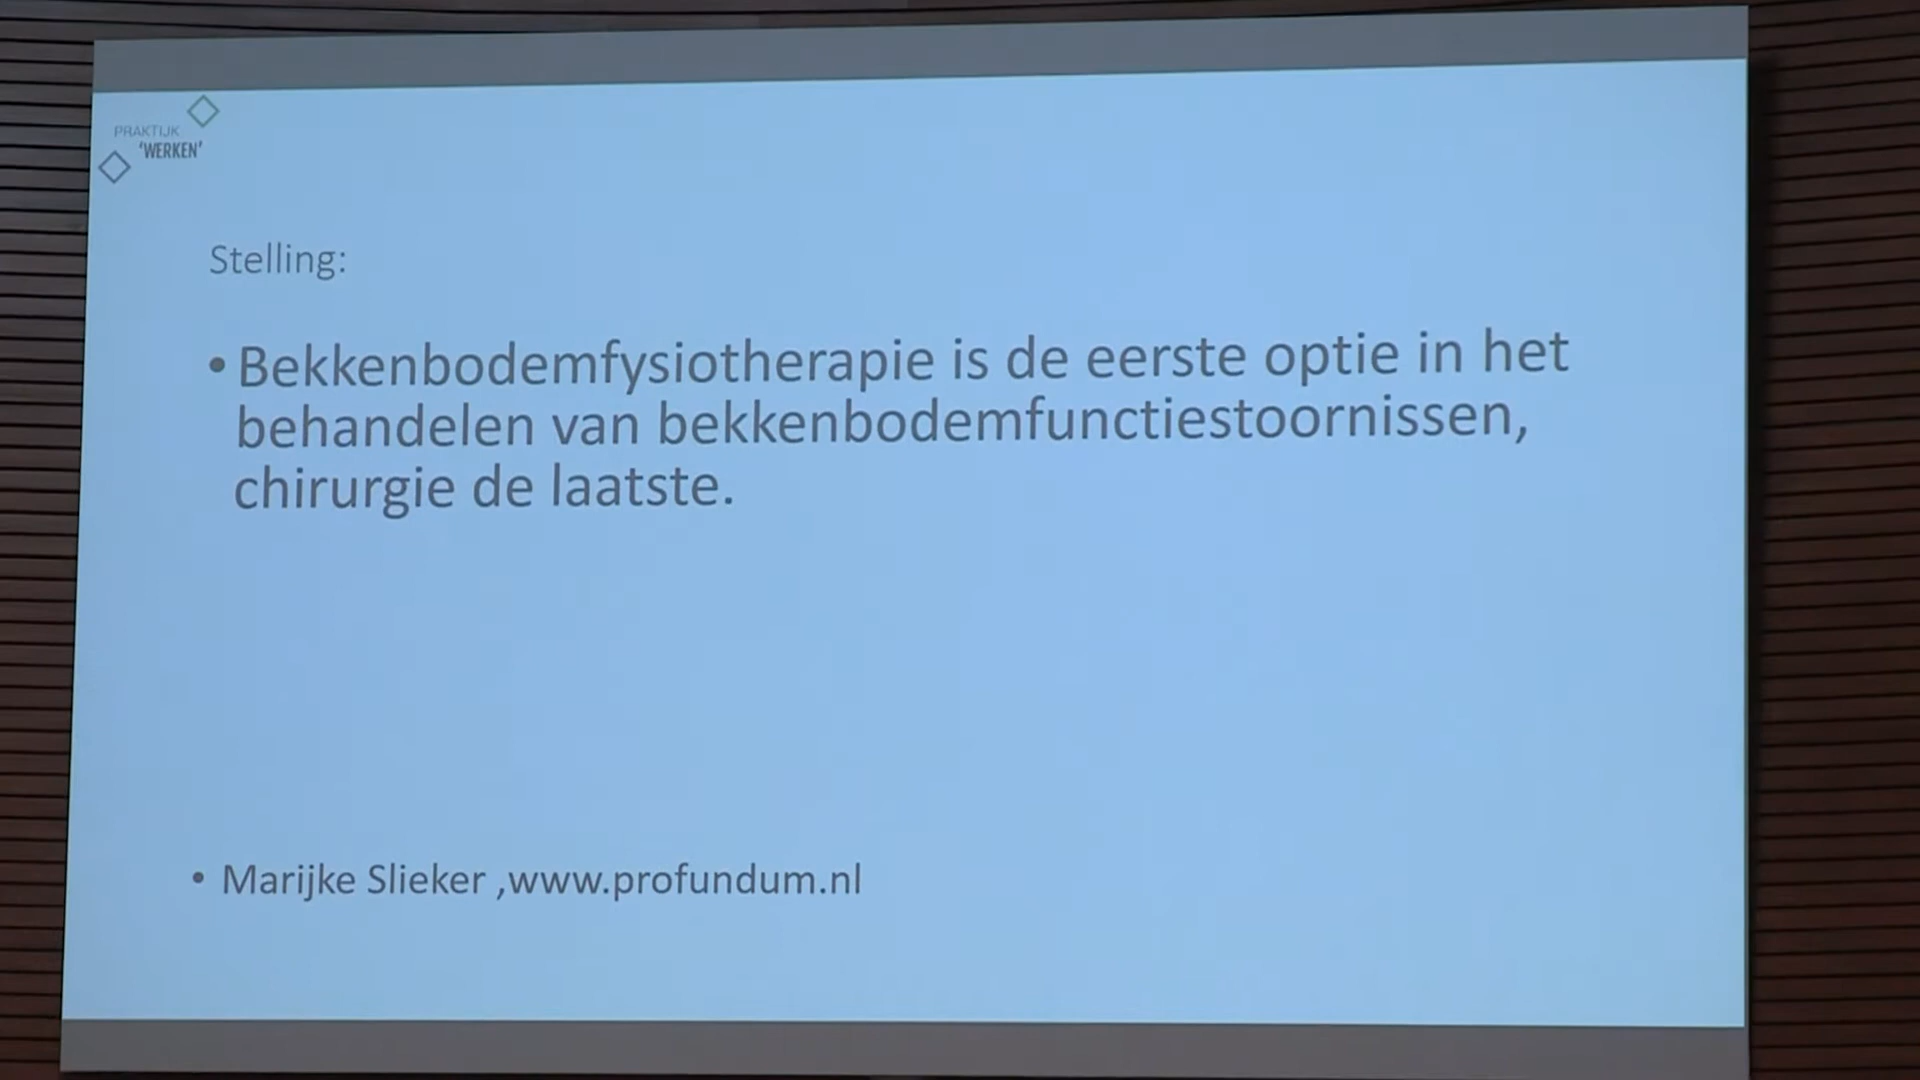 PRAKTIJK
‘WERKEN’
Stelling:
• Bekkenbodemfysiotherapie is de eerste optie in het
behandelen van bekkenbodemfunctiestoornissen,
chirurgie de laatste.
• Marijke Slieker ,www.profundum.nl